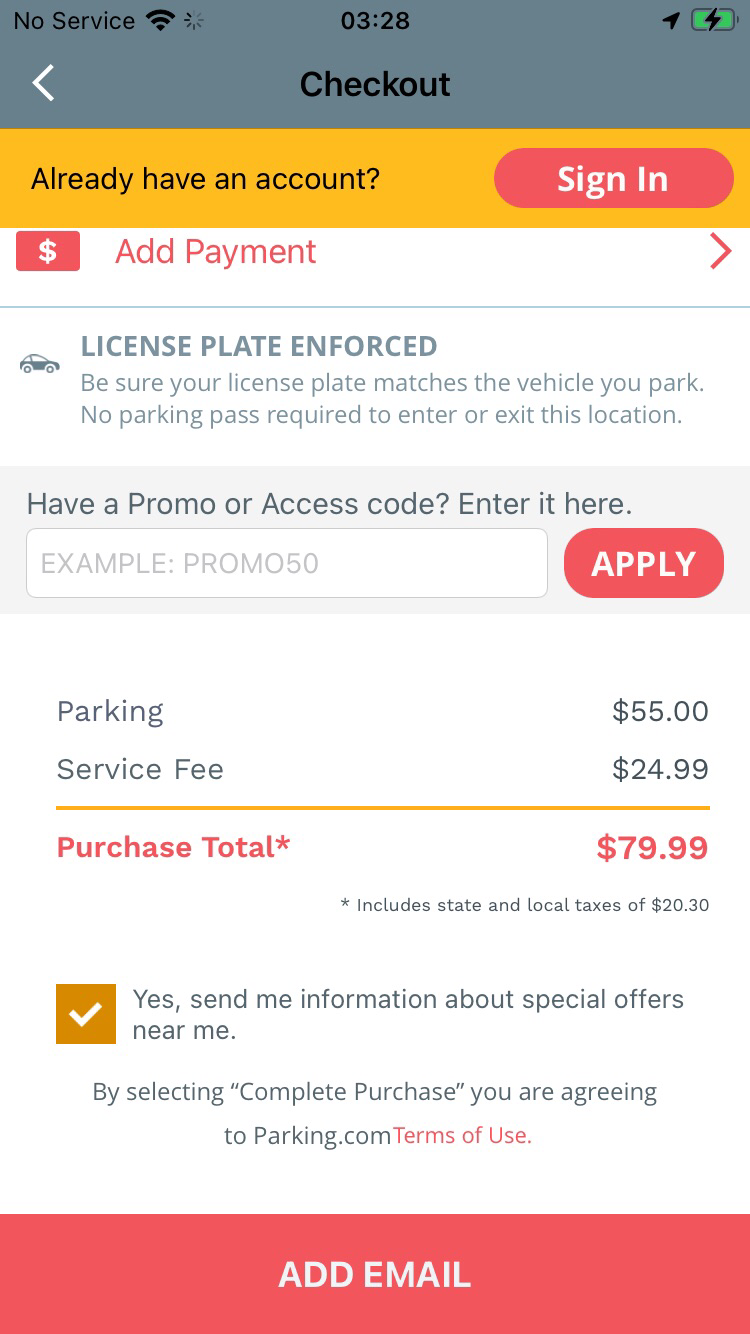 No Service
03:28
Checkout
Already have an account?
Sign In
$
Add Payment
LICENSE PLATE ENFORCED
Be sure your license plate matches the vehicle you park.
No parking pass required to enter or exit this location.
Have a Promo or Access code? Enter it here.
EXAMPLE: PROMO50
APPLY
Parking
$55.00
Service Fee
$24.99
Purchase Total*
$79.99
* Includes state and local taxes of $20.30
Yes, send me information about special offers
near me.
By selecting “Complete Purchase” you are agreeing
to Parking.comTerms of Use.
ADD EMAIL